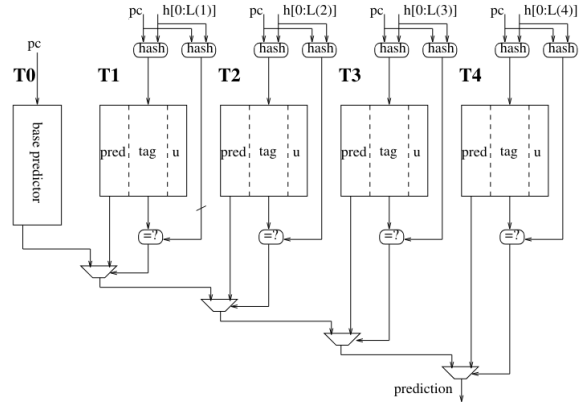 pc h[0:L(1)] pc h[0:L(2)] pc h[0:L(3)] pc h[0:L(4)]
pc hash hash hash hash hash hash hash hash
T0 T1 T2 T3 T4
base predictor
pred tag u pred tag u pred tag u pred tag u
=? =? =? =?
prediction